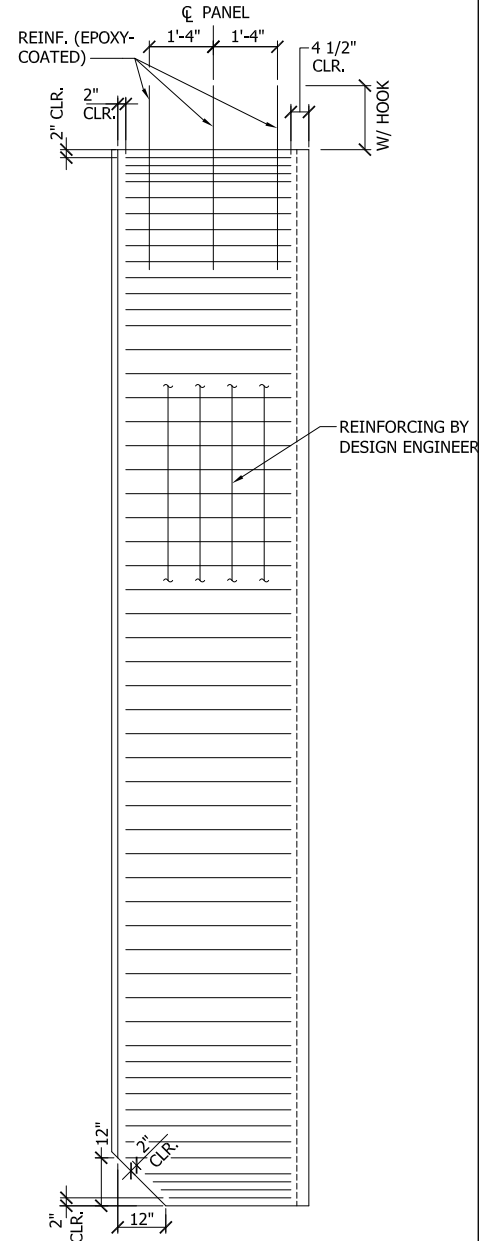 ℄ PANEL
REINF. (EPOXY-
COATED)
1'-4"
1'-4"
4 1/2"
CLR.
2"
CLR.
2" CLR.
W/ HOOK
REINFORCING BY
DESIGN ENGINEER
12"
2"
CLR.
2"
CLR.
12"